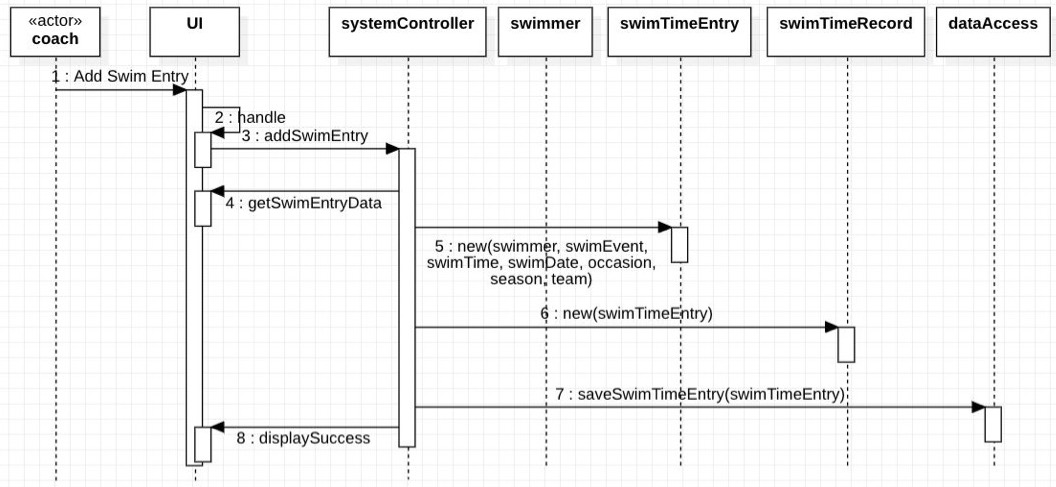 «actor»
coach
UI
systemController
swimmer
swimTimeEntry
swimTimeRecord
dataAccess
1 : Add Swim Entry
2 : handle
3 : addSwimEntry
4 : getSwimEntryData
5 : new(swimmer, swimEvent,
swimTime, swimDate, occasion,
season, team)
6 : new(swimTimeEntry)
7 : saveSwimTimeEntry(swimTimeEntry)
8 : displaySuccess